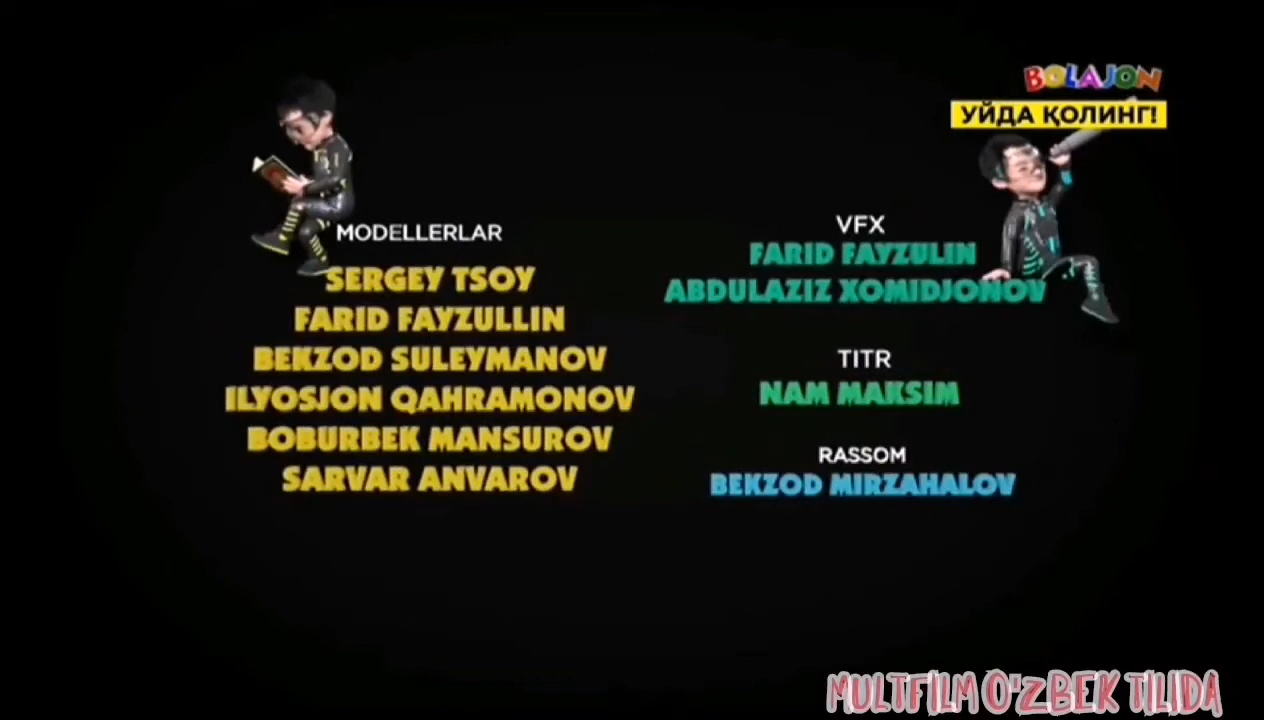 BOLAJON
УЙДА ҚОЛИНГ!
MODELLERLAR
SERGEY TSOY
FARID FAYZULLIN
BEKZOD SULEYMANOV
ILYOSJON QAHRAMONOV
BOBURBEK MANSUROV
SARVAR ANVAROV
VFX
FARID FAYZULIN
ABDULAZIZ XOMIDJONOV
TITR
NAM MAKSIM
RASSOM
BEKZOD MIRZAHALOV
MULTFILM O'ZBEK TILIDA